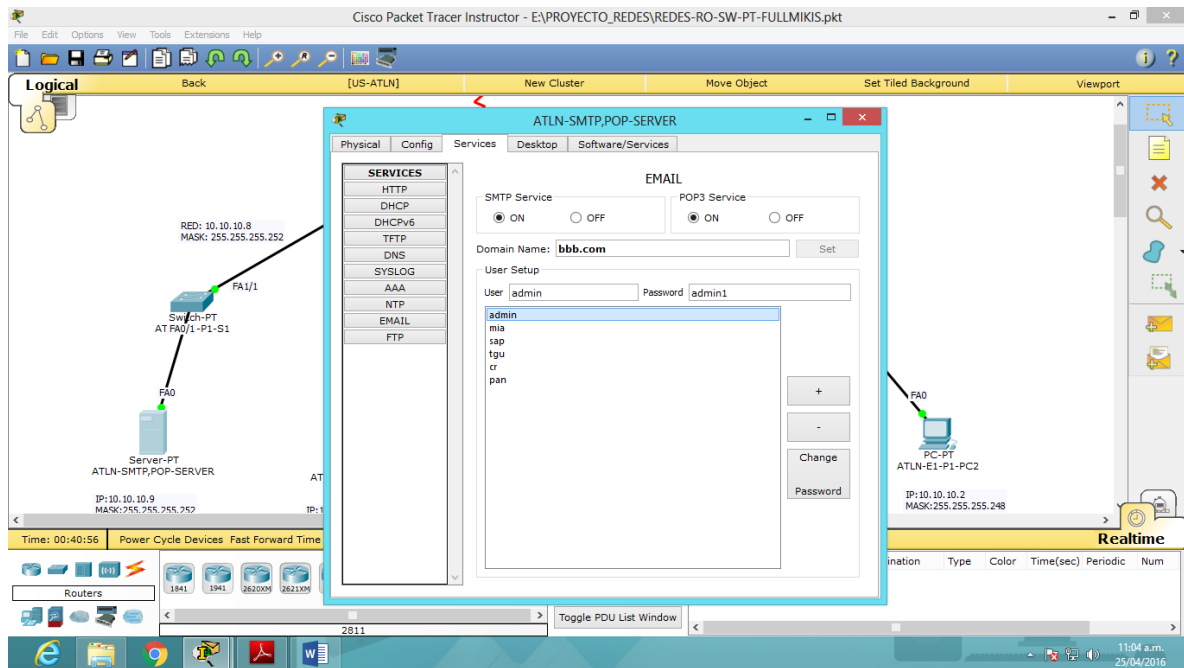 Cisco Packet Tracer Instructor - E:\PROYECTO_REDES\REDES-RO-SW-PT-FULLMIKIS.pkt
File Edit Options View Tools Extensions Help
Logical Back [US-ATLN] New Cluster Move Object Set Tiled Background Viewport
ATLN-SMTP,POP-SERVER
Physical Config Services Desktop Software/Services
SERVICES
HTTP
DHCP
DHCPv6
TFTP
DNS
SYSLOG
AAA
NTP
EMAIL
FTP
EMAIL
SMTP Service
ON OFF
POP3 Service
ON OFF
Domain Name: bbb.com Set
User Setup
User admin Password admin1
admin
mia
sap
tgu
cr
pan
+
-
Change
Password
RED: 10.10.10.8
MASK: 255.255.255.252
FA1/1
Switch-PT
AT FA0/1-P1-S1
FA0
Server-PT
ATLN-SMTP,POP-SERVER
IP:10.10.10.9
MASK:255.255.255.252
AT
IP:1
FA0
PC-PT
ATLN-E1-P1-PC2
IP:10.10.10.2
MASK:255.255.255.248
Time: 00:40:56 Power Cycle Devices Fast Forward Time
Realtime
Routers
1841 1941 2620XM 2621XM
2811
Toggle PDU List Window
ination Type Color Time(sec) Periodic Num
11:04 a.m.
25/04/2016